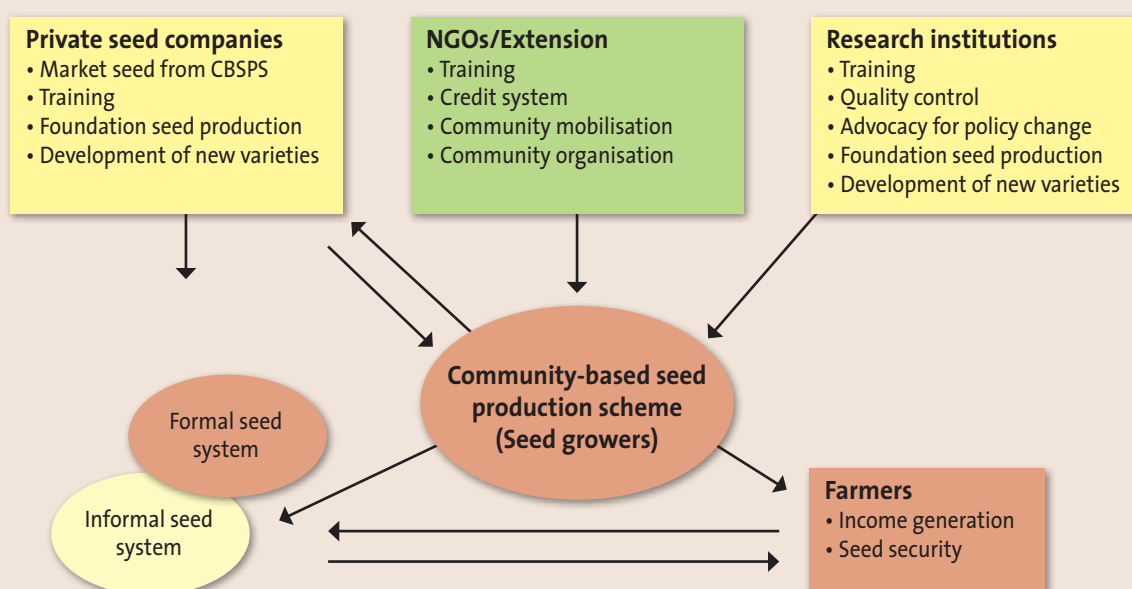 Private seed companies
• Market seed from CBSPS
• Training
• Foundation seed production
• Development of new varieties
NGOs/Extension
• Training
• Credit system
• Community mobilisation
• Community organisation
Research institutions
• Training
• Quality control
• Advocacy for policy change
• Foundation seed production
• Development of new varieties
Community-based seed
production scheme
(Seed growers)
Formal seed
system
Informal seed
system
Farmers
• Income generation
• Seed security